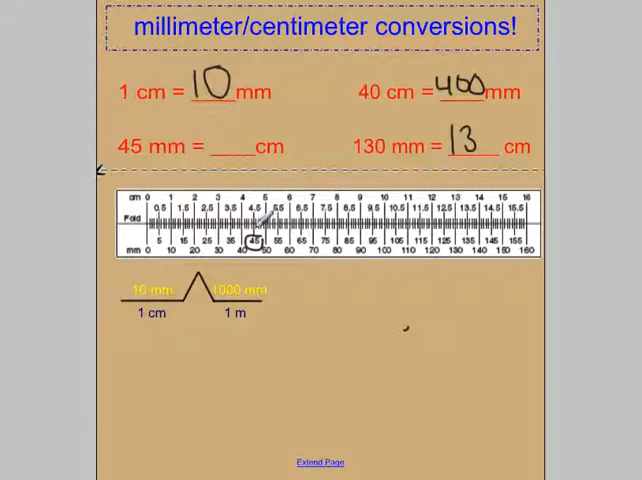 millimeter/centimeter conversions!
1 cm = 10 mm 40 cm = 400 mm
45 mm = ____cm 130 mm = 13 cm
cm 0 1 2 3 4 5 6 7 8 9 10 11 12 13 14 15 16
0.5 1.5 2.5 3.5 4.5 5.5 6.5 7.5 8.5 9.5 10.5 11.5 12.5 13.5 14.5 15.5
Fold
5 15 25 35 45 55 65 75 85 95 105 115 125 135 145 155
mm 0 10 20 30 40 50 60 70 80 90 100 110 120 130 140 150 160
10 mm 1000 mm
1 cm 1 m
Extend Page